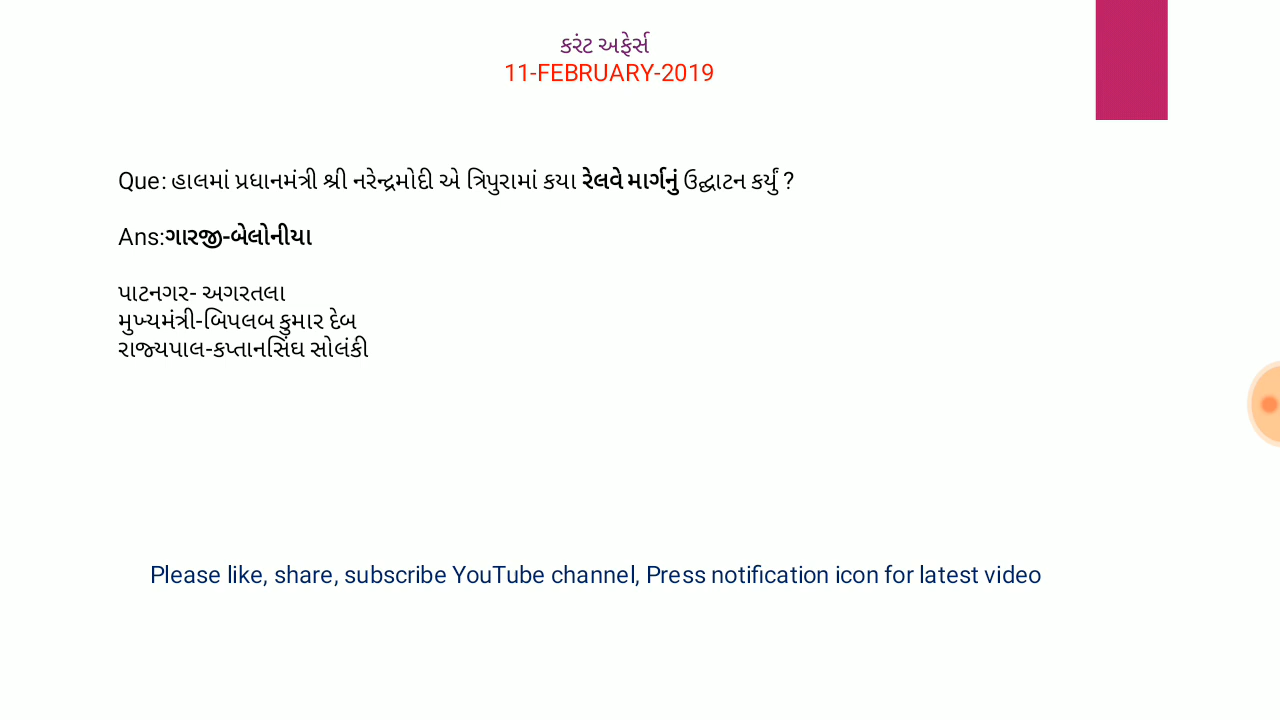 કરંટ અફેર્સ
11-FEBRUARY-2019
Que: હાલમાં પ્રધાનમંત્રી શ્રી નરેન્દ્રમોદી એ ત્રિપુરામાં કયા રેલવે માર્ગનું ઉદ્ઘાટન કર્યું ?
Ans:ગારજી-બેલોનીયા
પાટનગર- અગરતલા
મુખ્યમંત્રી-બિપલબ કુમાર દેબ
રાજ્યપાલ-કપ્તાનસિંઘ સોલંકી
Please like, share, subscribe YouTube channel, Press notification icon for latest video